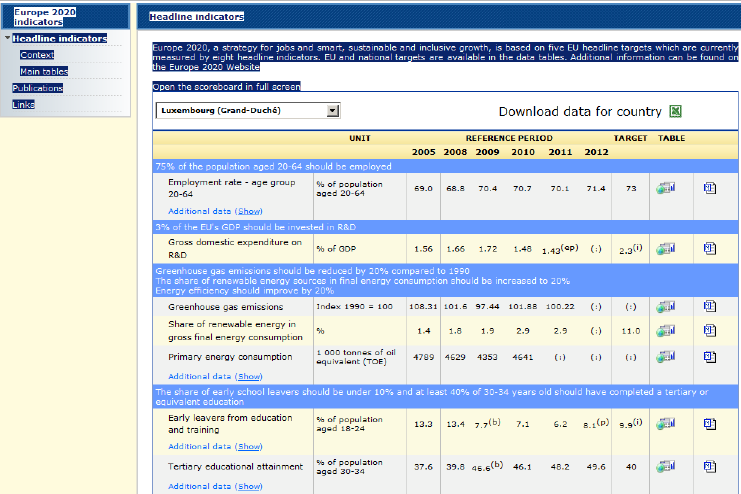 Europe 2020
indicators
Headline indicators
Context
Main tables
Publications
Links
Headline indicators
Europe 2020, a strategy for jobs and smart, sustainable and inclusive growth, is based on five EU headline targets which are currently
measured by eight headline indicators. EU and national targets are available in the data tables. Additional information can be found on
the Europe 2020 Website
Open the scoreboard in full screen
Luxembourg (Grand-Duché)
Download data for country
UNIT REFERENCE PERIOD TARGET TABLE
2005 2008 2009 2010 2011 2012
75% of the population aged 20-64 should be employed
Employment rate - age group
20-64
% of population
aged 20-64
69.0 68.8 70.4 70.7 70.1 71.4 73
Additional data (Show)
3% of the EU's GDP should be invested in R&D
Gross domestic expenditure on
R&D
% of GDP
1.56 1.66 1.72 1.48 1.43(ep) (:) 2.3(i)
Greenhouse gas emissions should be reduced by 20% compared to 1990
The share of renewable energy sources in final energy consumption should be increased to 20%
Energy efficiency should improve by 20%
Greenhouse gas emissions Index 1990 = 100 108.31 101.6 97.44 101.88 100.22 (:) (:)
Share of renewable energy in
gross final energy consumption
% 1.4 1.8 1.9 2.9 2.9 (:) 11.0
Primary energy consumption
1 000 tonnes of oil
equivalent (TOE)
4789 4629 4353 4641 (:) (:) (:)
Additional data (Show)
The share of early school leavers should be under 10% and at least 40% of 30-34 years old should have completed a tertiary or
equivalent education
Early leavers from education
and training
% of population
aged 18-24
13.3 13.4 7.7(b) 7.1 6.2 8.1(p) 9.9(i)
Additional data (Show)
Tertiary educational attainment
% of population
aged 30-34
37.6 39.8 46.6(b) 46.1 48.2 49.6 40
Additional data (Show)